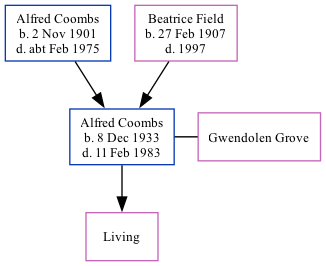 Alfred Coombs
b. 2 Nov 1901
d. abt Feb 1975
Beatrice Field
b. 27 Feb 1907
d. 1997
Alfred Coombs
b. 8 Dec 1933
d. 11 Feb 1983
Gwendolen Grove
Living